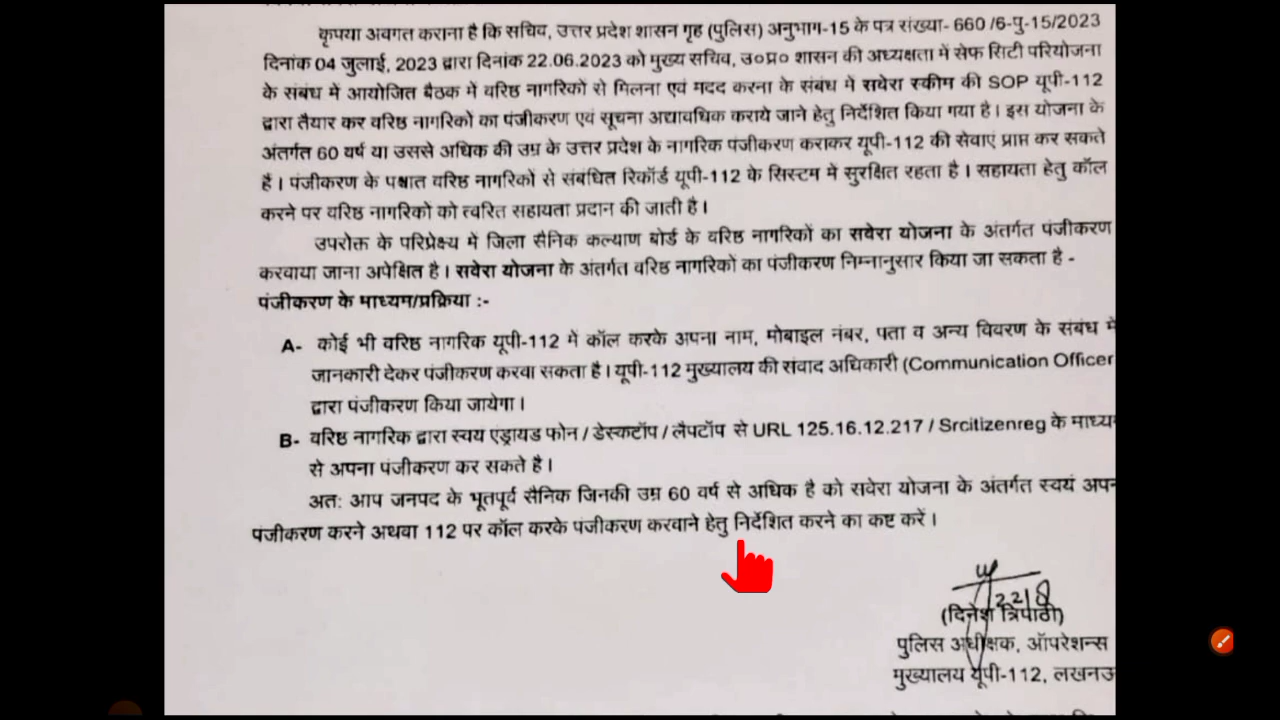 कृपया अवगत कराना है कि सचिव, उत्तर प्रदेश शासन गृह (पुलिस) अनुभाग-15 के पत्र संख्या- 660 /6-पु-15/2023
दिनांक 04 जुलाई, 2023 द्वारा दिनांक 22.06.2023 को मुख्य सचिव, उ०प्र० शासन की अध्यक्षता में सेफ सिटी परियोजना
के संबंध में आयोजित बैठक में वरिष्ठ नागरिकों से मिलना एवं मदद करना के संबंध में सवेरा स्कीम की SOP यूपी-112
द्वारा तैयार कर वरिष्ठ नागरिकों का पंजीकरण एवं सूचना अद्यावधिक कराये जाने हेतु निर्देशित किया गया है। इस योजना के
अंतर्गत 60 वर्ष या उससे अधिक की उम्र के उत्तर प्रदेश के नागरिक पंजीकरण कराकर यूपी-112 की सेवाएं प्राप्त कर सकते
हैं। पंजीकरण के पश्चात वरिष्ठ नागरिकों से संबंधित रिकॉर्ड यूपी-112 के सिस्टम में सुरक्षित रहता है। सहायता हेतु कॉल
करने पर वरिष्ठ नागरिकों को त्वरित सहायता प्रदान की जाती है।
उपरोक्त के परिप्रेक्ष्य में जिला सैनिक कल्याण बोर्ड के वरिष्ठ नागरिकों का सवेरा योजना के अंतर्गत पंजीकरण
करवाया जाना अपेक्षित है। सवेरा योजना के अंतर्गत वरिष्ठ नागरिकों का पंजीकरण निम्नानुसार किया जा सकता है -
पंजीकरण के माध्यम/प्रक्रिया :-
A- कोई भी वरिष्ठ नागरिक यूपी-112 में कॉल करके अपना नाम, मोबाइल नंबर, पता व अन्य विवरण के संबंध में
जानकारी देकर पंजीकरण करवा सकता है। यूपी-112 मुख्यालय की संवाद अधिकारी (Communication Officer
द्वारा पंजीकरण किया जायेगा।
B- वरिष्ठ नागरिक द्वारा स्वय एंड्रायड फोन / डेस्कटॉप / लैपटॉप से URL 125.16.12.217 / Srcitizenreg के माध्य
से अपना पंजीकरण कर सकते है।
अतः आप जनपद के भूतपूर्व सैनिक जिनकी उम्र 60 वर्ष से अधिक है को सवेरा योजना के अंतर्गत स्वयं अपन
पंजीकरण करने अथवा 112 पर कॉल करके पंजीकरण करवाने हेतु निर्देशित करने का कष्ट करें।
(दिनेश त्रिपाठी)
पुलिस अधीक्षक, ऑपरेशन्स
मुख्यालय यूपी-112, लखनउ